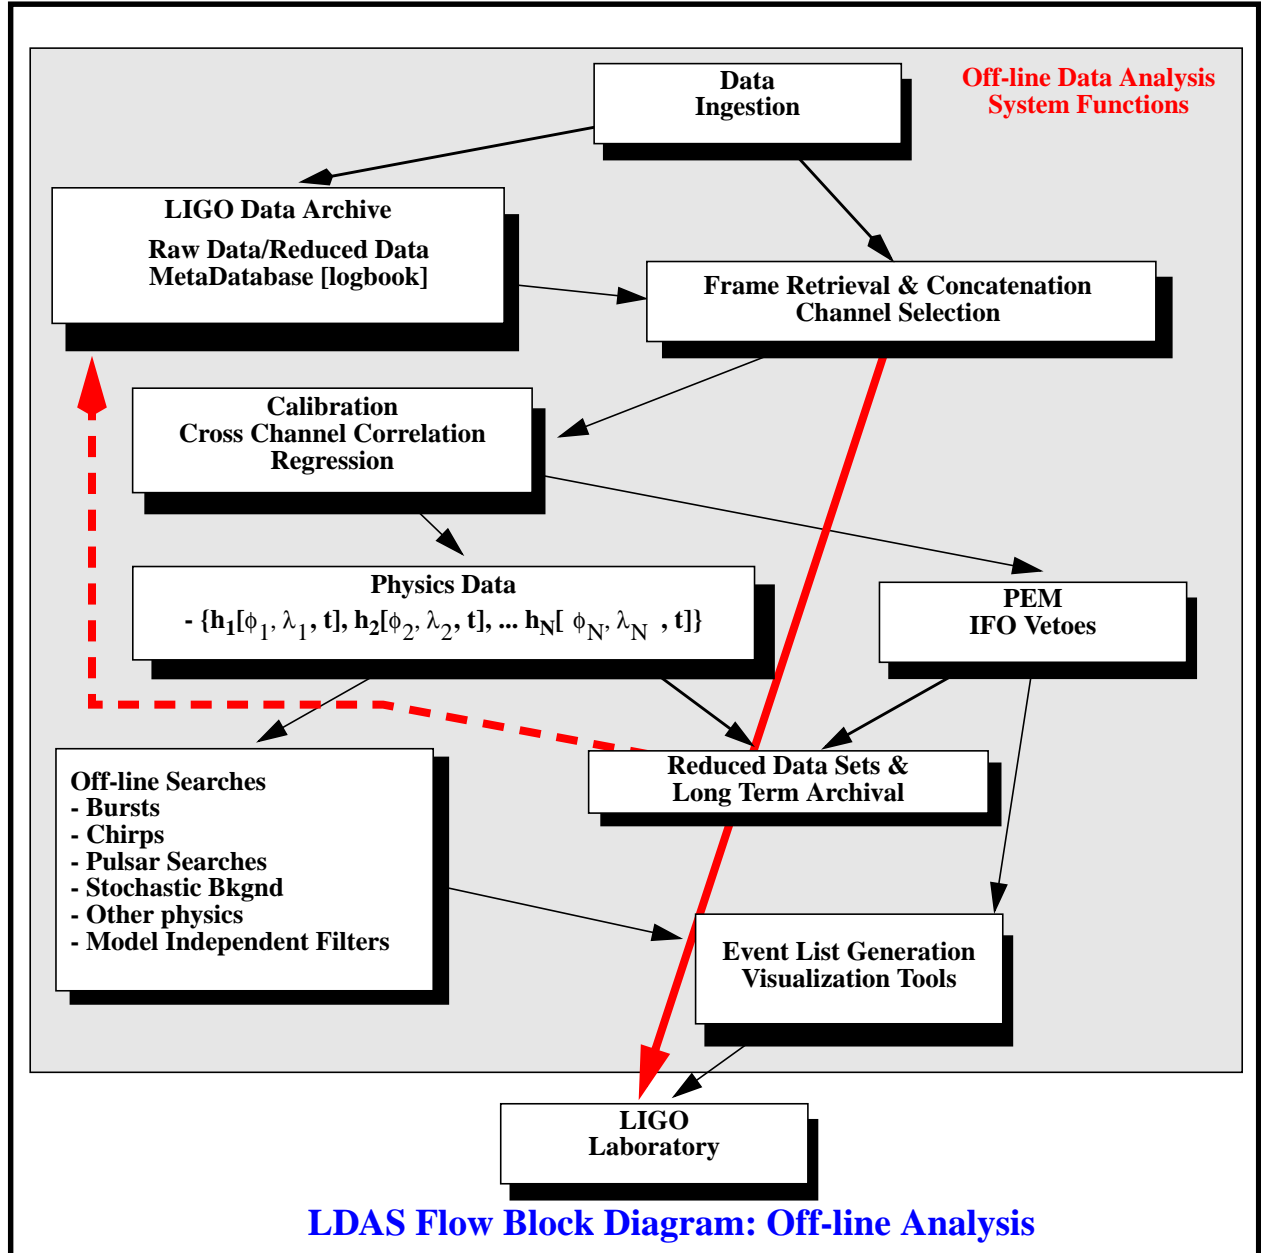 Data
Ingestion
Off-line Data Analysis
System Functions
LIGO Data Archive
Raw Data/Reduced Data
MetaDatabase [logbook]
Frame Retrieval & Concatenation
Channel Selection
Calibration
Cross Channel Correlation
Regression
Physics Data
- {h₁[ϕ₁, λ₁, t], h₂[ϕ₂, λ₂, t], ... h_N[ ϕ_N, λ_N , t]}
PEM
IFO Vetoes
Off-line Searches
- Bursts
- Chirps
- Pulsar Searches
- Stochastic Bkgnd
- Other physics
- Model Independent Filters
Reduced Data Sets &
Long Term Archival
Event List Generation
Visualization Tools
LIGO
Laboratory
LDAS Flow Block Diagram: Off-line Analysis